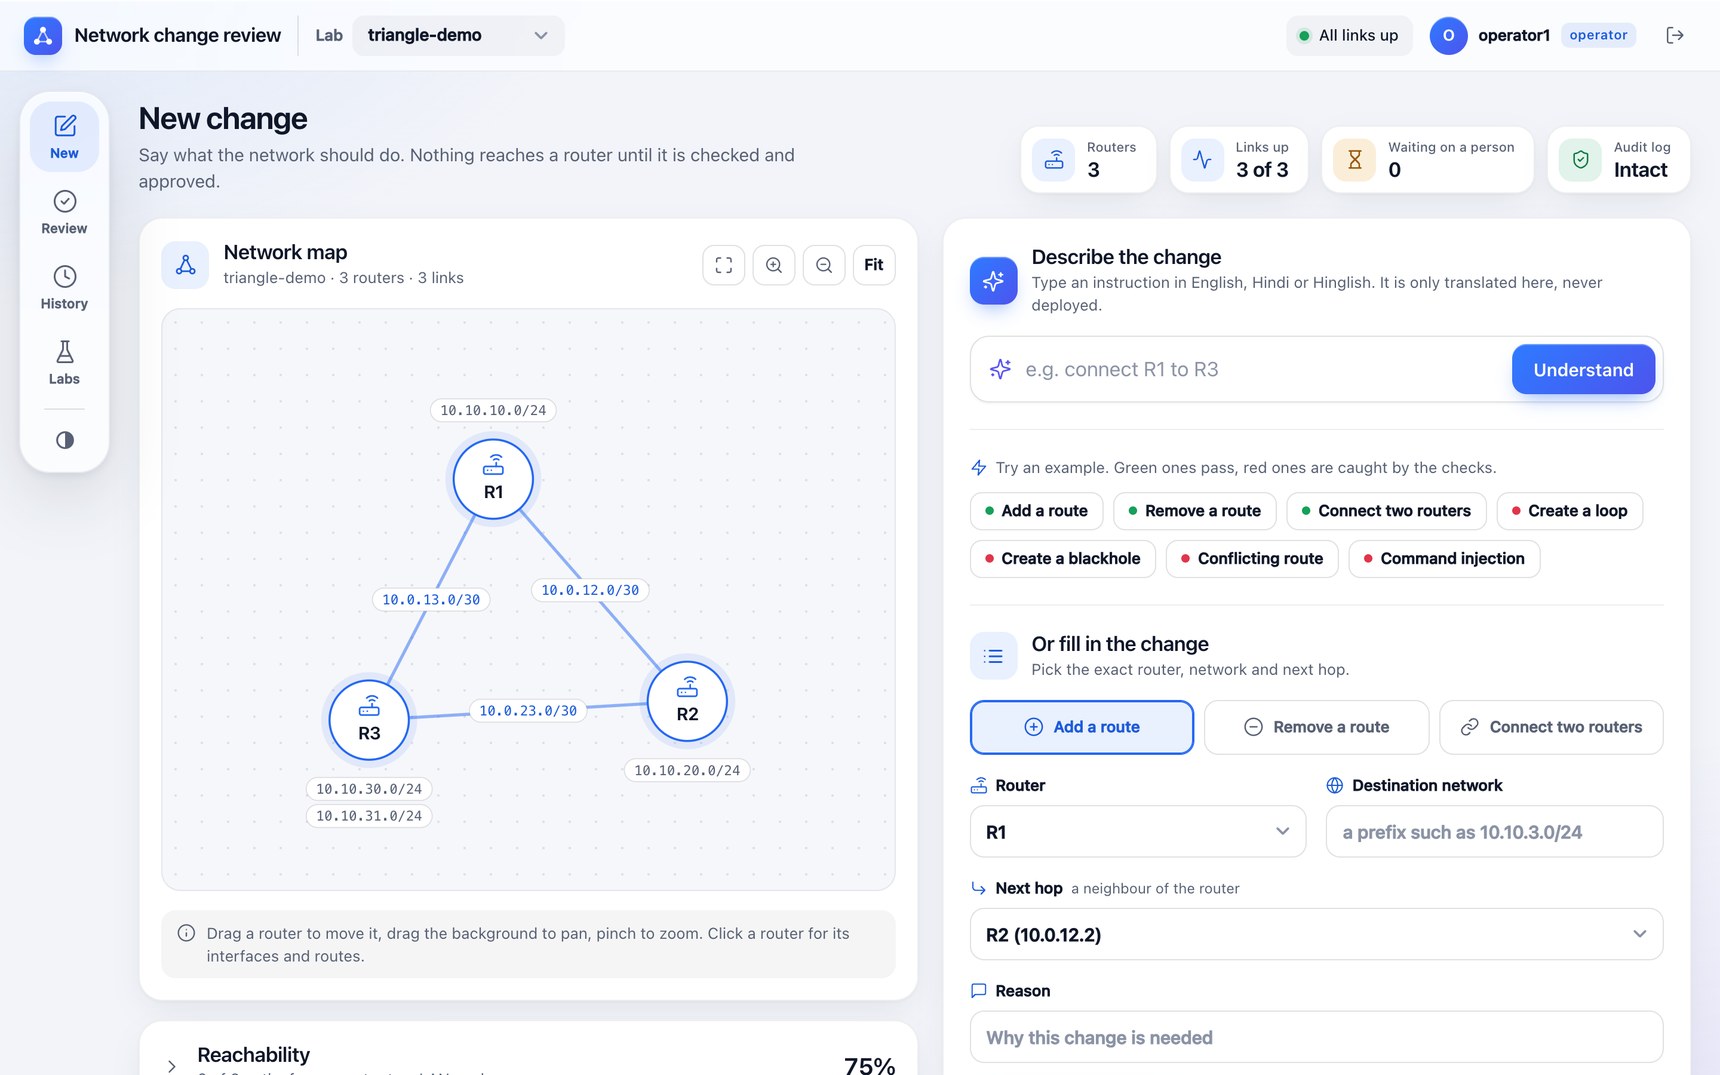 Network change review
Lab
triangle-demo
All links up
O
operator1
operator
New
Review
History
Labs
New change
Say what the network should do. Nothing reaches a router until it is checked and
approved.
Routers
3
Links up
3 of 3
Waiting on a person
0
Audit log
Intact
Network map
triangle-demo · 3 routers · 3 links
Fit
10.10.10.0/24
R1
10.0.13.0/30
10.0.12.0/30
R3
10.0.23.0/30
R2
10.10.20.0/24
10.10.30.0/24
10.10.31.0/24
Drag a router to move it, drag the background to pan, pinch to zoom. Click a router for its
interfaces and routes.
Reachability
75%
Describe the change
Type an instruction in English, Hindi or Hinglish. It is only translated here, never
deployed.
e.g. connect R1 to R3
Understand
Try an example. Green ones pass, red ones are caught by the checks.
Add a route
Remove a route
Connect two routers
Create a loop
Create a blackhole
Conflicting route
Command injection
Or fill in the change
Pick the exact router, network and next hop.
Add a route
Remove a route
Connect two routers
Router
Destination network
R1
a prefix such as 10.10.3.0/24
Next hop a neighbour of the router
R2 (10.0.12.2)
Reason
Why this change is needed